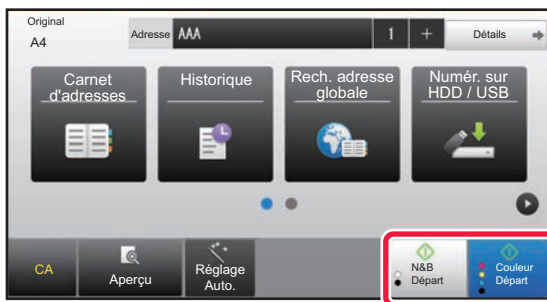 Original
A4
Adresse AAA 1 + Détails
Carnet
d'adresses
Historique
Rech. adresse
globale
Numér. sur
HDD / USB
CA
Aperçu
Réglage
Auto.
N&B
Départ
Couleur
Départ